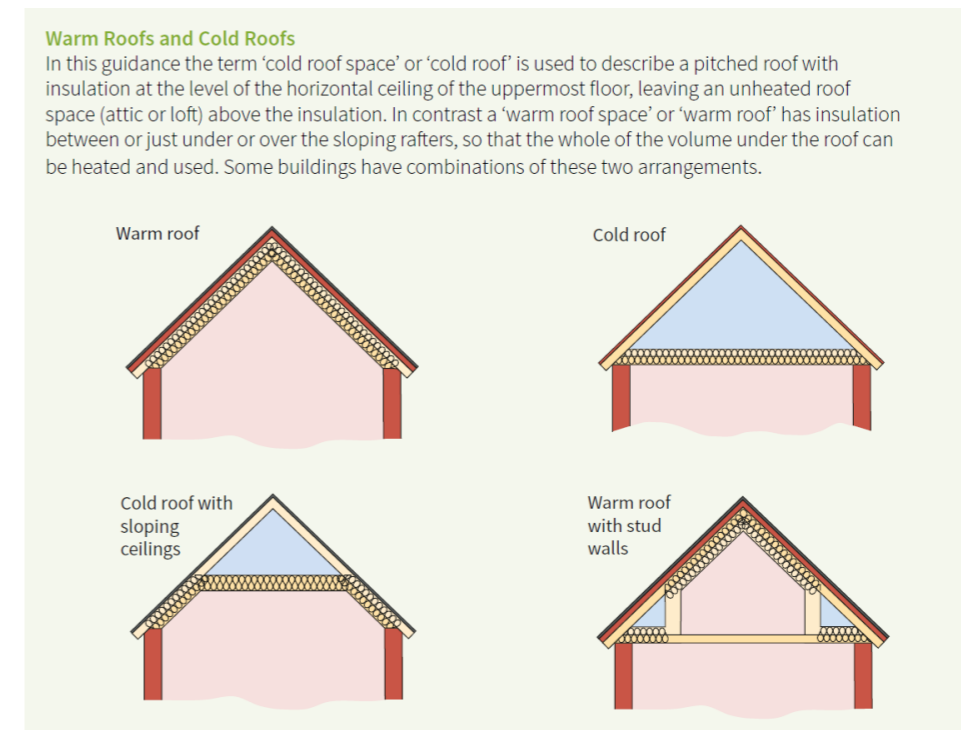 Warm Roofs and Cold Roofs
In this guidance the term ‘cold roof space’ or ‘cold roof’ is used to describe a pitched roof with
insulation at the level of the horizontal ceiling of the uppermost floor, leaving an unheated roof
space (attic or loft) above the insulation. In contrast a ‘warm roof space’ or ‘warm roof’ has insulation
between or just under or over the sloping rafters, so that the whole of the volume under the roof can
be heated and used. Some buildings have combinations of these two arrangements.
Warm roof
Cold roof
Cold roof with
sloping
ceilings
Warm roof
with stud
walls